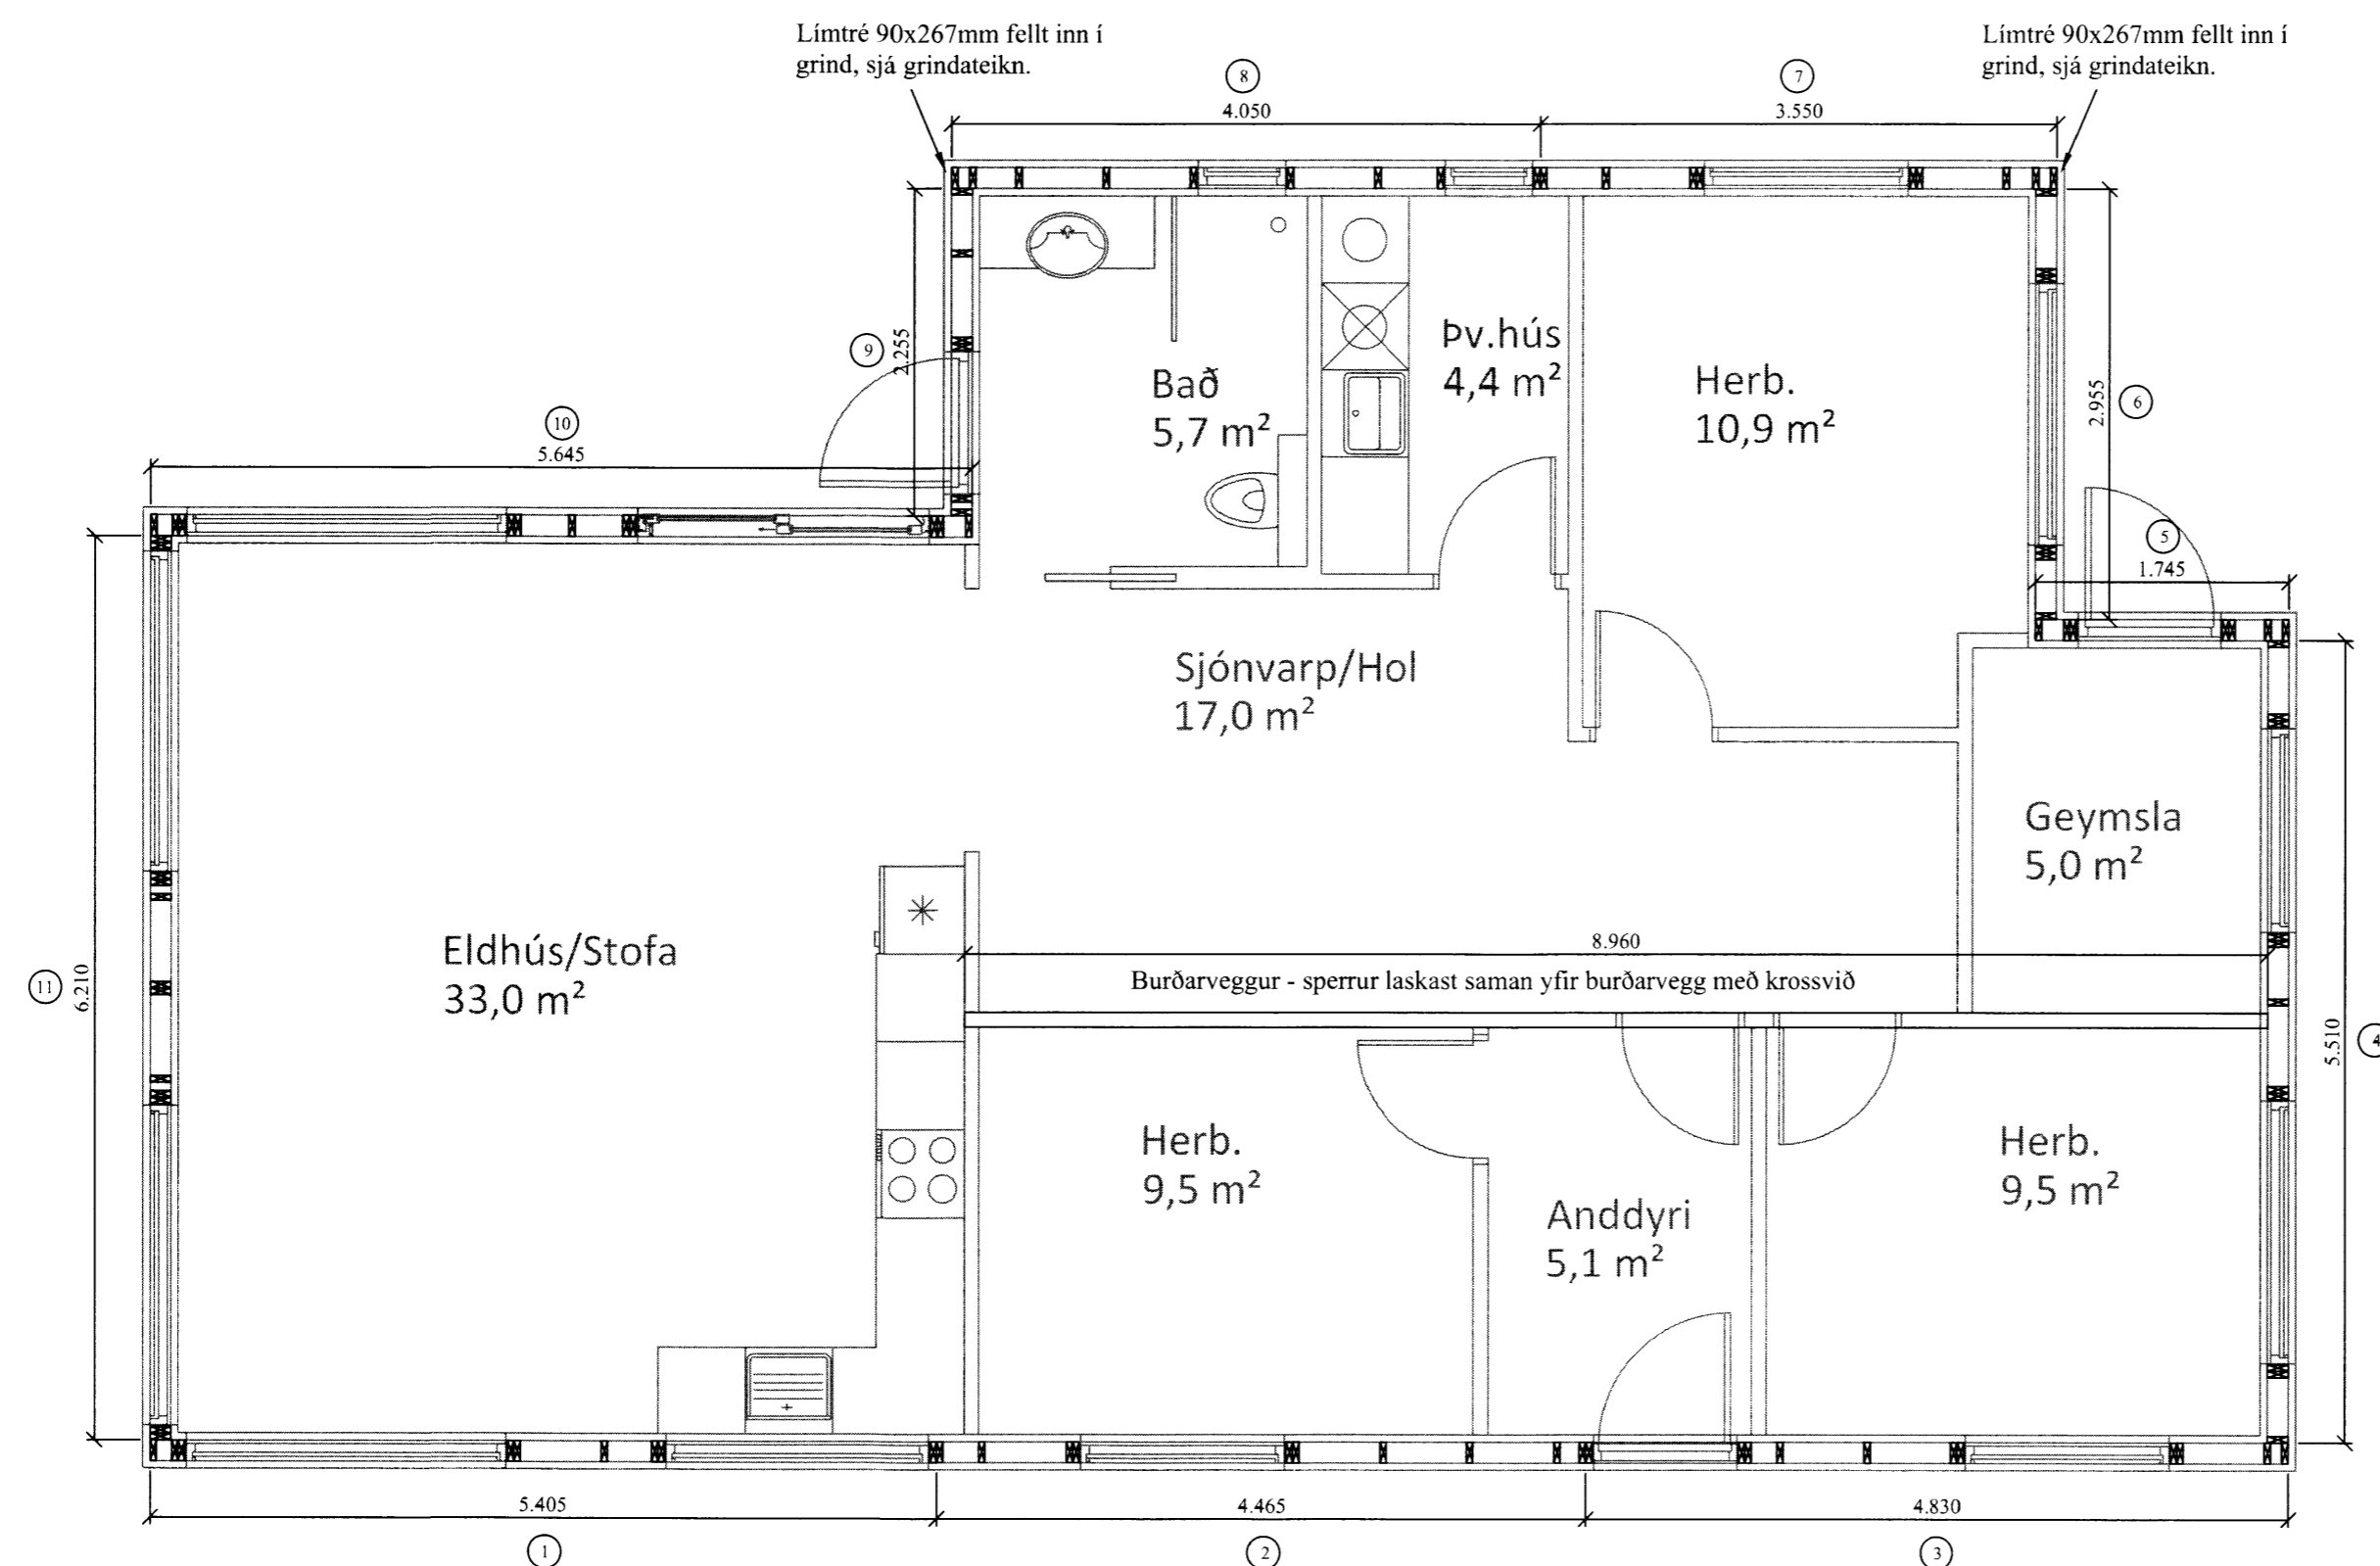 Límtré 90x267mm fellt inn í
grind, sjá grindateikn.
Límtré 90x267mm fellt inn í
grind, sjá grindateikn.
8
7
4.050
3.550
Þv.hús
4,4 m²
9
2.255
Bað
5,7 m²
Herb.
10,9 m²
2.955
6
10
5.645
5
1.745
Sjónvarp/Hol
17,0 m²
Geymsla
5,0 m²
Eldhús/Stofa
33,0 m²
11
6.210
8.960
Burðarveggur - sperrur laskast saman yfir burðarvegg með krossvið
5.510
4
Herb.
9,5 m²
Anddyri
5,1 m²
Herb.
9,5 m²
5.405
4.465
4.830
1
2
3